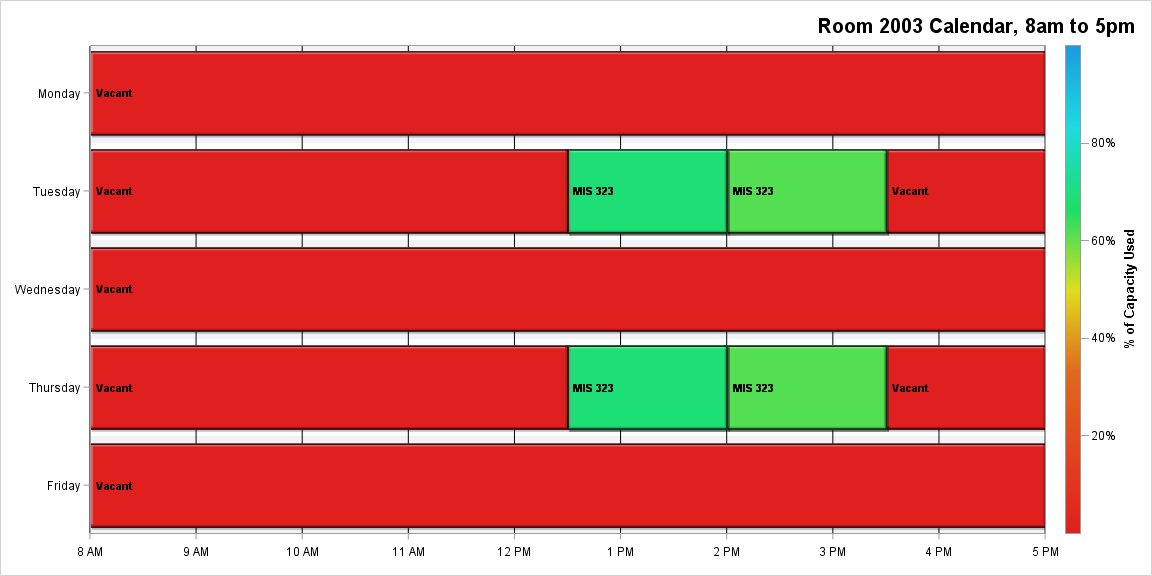 Room 2003 Calendar, 8am to 5pm
Monday
Vacant
Tuesday
Vacant
MIS 323
MIS 323
Vacant
Wednesday
Vacant
Thursday
Vacant
MIS 323
MIS 323
Vacant
Friday
Vacant
8 AM
9 AM
10 AM
11 AM
12 PM
1 PM
2 PM
3 PM
4 PM
5 PM
80%
60%
40%
20%
% of Capacity Used